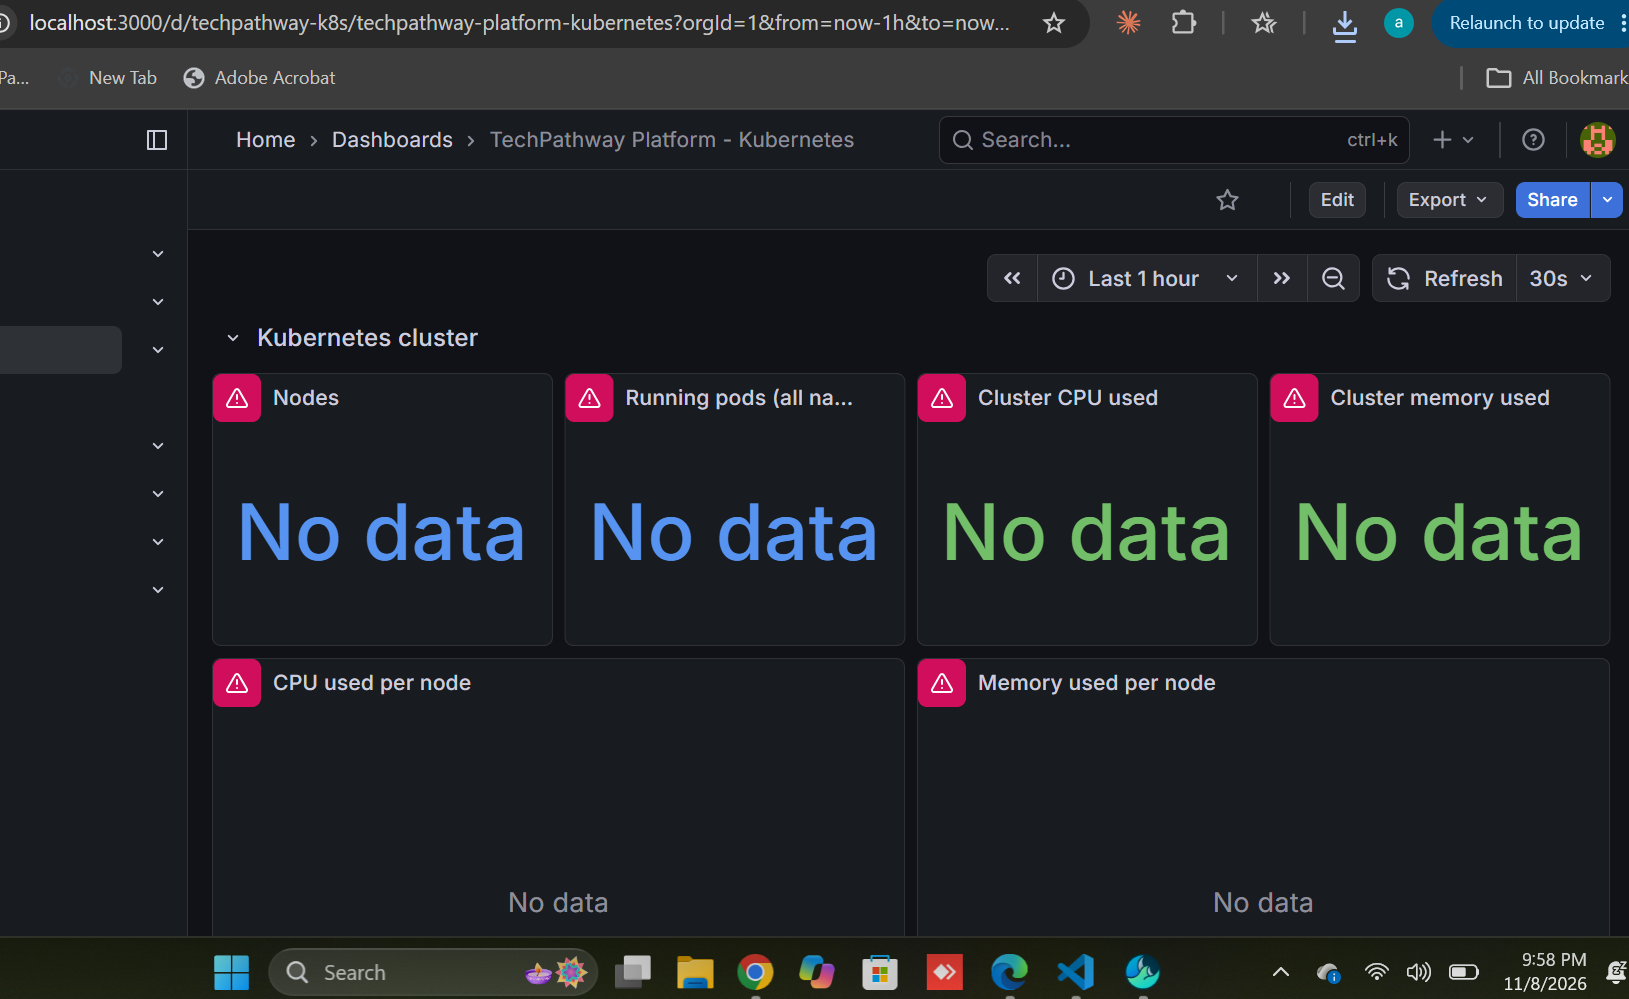 localhost:3000/d/techpathway-k8s/techpathway-platform-kubernetes?orgId=1&from=now-1h&to=now...
a
Relaunch to update
Pa...
New Tab
Adobe Acrobat
All Bookmark
Home › Dashboards › TechPathway Platform - Kubernetes
Search...
ctrl+k
Edit
Export
Share
Last 1 hour
Refresh
30s
Kubernetes cluster
Nodes
Running pods (all na...
Cluster CPU used
Cluster memory used
No data
No data
No data
No data
CPU used per node
Memory used per node
No data
No data
Search
9:58 PM
11/8/2026